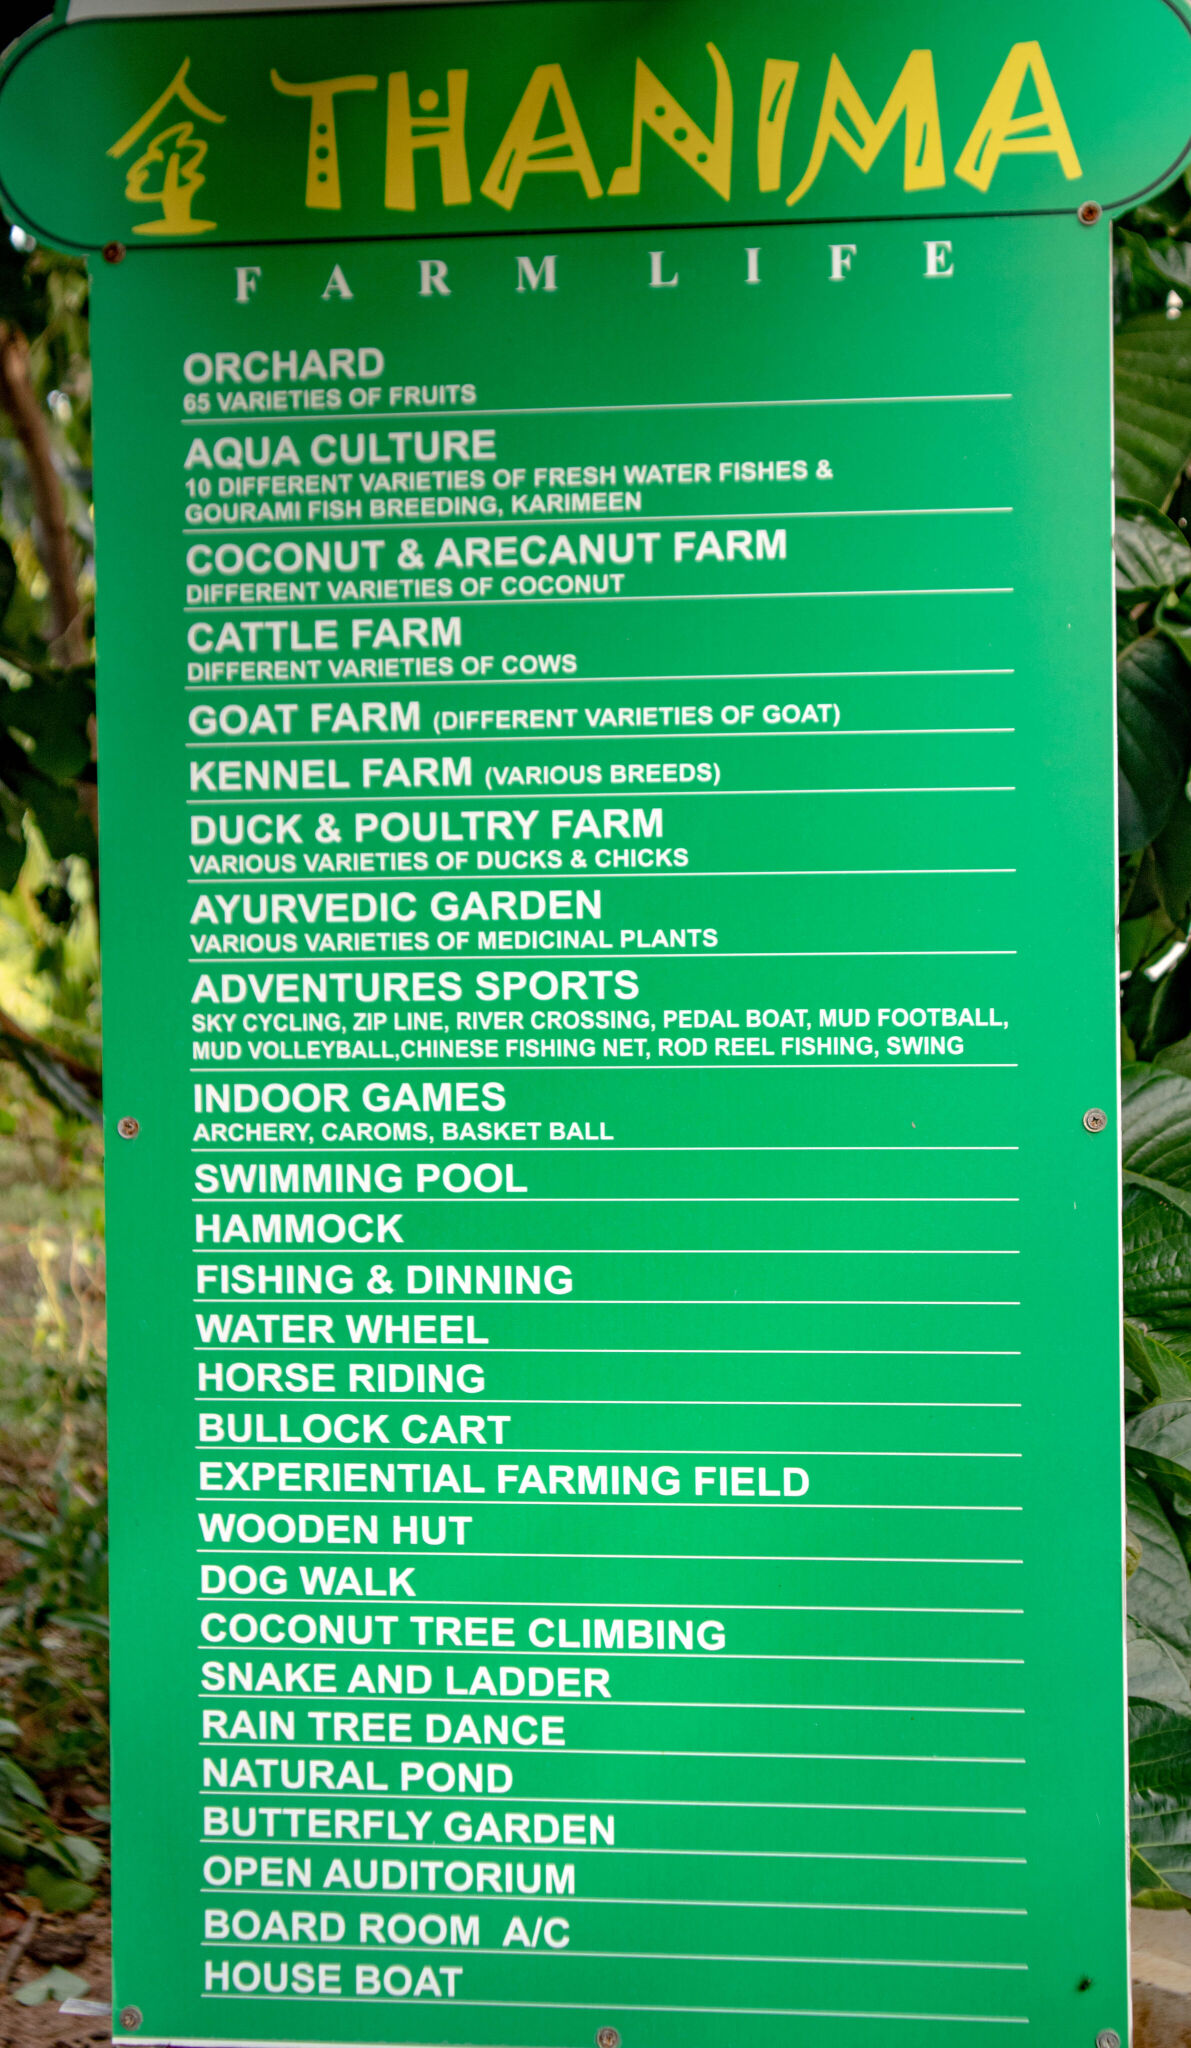 THANIMA
FARM LIFE
ORCHARD
65 VARIETIES OF FRUITS
AQUA CULTURE
10 DIFFERENT VARIETIES OF FRESH WATER FISHES &
GOURAMI FISH BREEDING, KARIMEEN
COCONUT & ARECANUT FARM
DIFFERENT VARIETIES OF COCONUT
CATTLE FARM
DIFFERENT VARIETIES OF COWS
GOAT FARM (DIFFERENT VARIETIES OF GOAT)
KENNEL FARM (VARIOUS BREEDS)
DUCK & POULTRY FARM
VARIOUS VARIETIES OF DUCKS & CHICKS
AYURVEDIC GARDEN
VARIOUS VARIETIES OF MEDICINAL PLANTS
ADVENTURES SPORTS
SKY CYCLING, ZIP LINE, RIVER CROSSING, PEDAL BOAT, MUD FOOTBALL,
MUD VOLLEYBALL,CHINESE FISHING NET, ROD REEL FISHING, SWING
INDOOR GAMES
ARCHERY, CAROMS, BASKET BALL
SWIMMING POOL
HAMMOCK
FISHING & DINNING
WATER WHEEL
HORSE RIDING
BULLOCK CART
EXPERIENTIAL FARMING FIELD
WOODEN HUT
DOG WALK
COCONUT TREE CLIMBING
SNAKE AND LADDER
RAIN TREE DANCE
NATURAL POND
BUTTERFLY GARDEN
OPEN AUDITORIUM
BOARD ROOM A/C
HOUSE BOAT